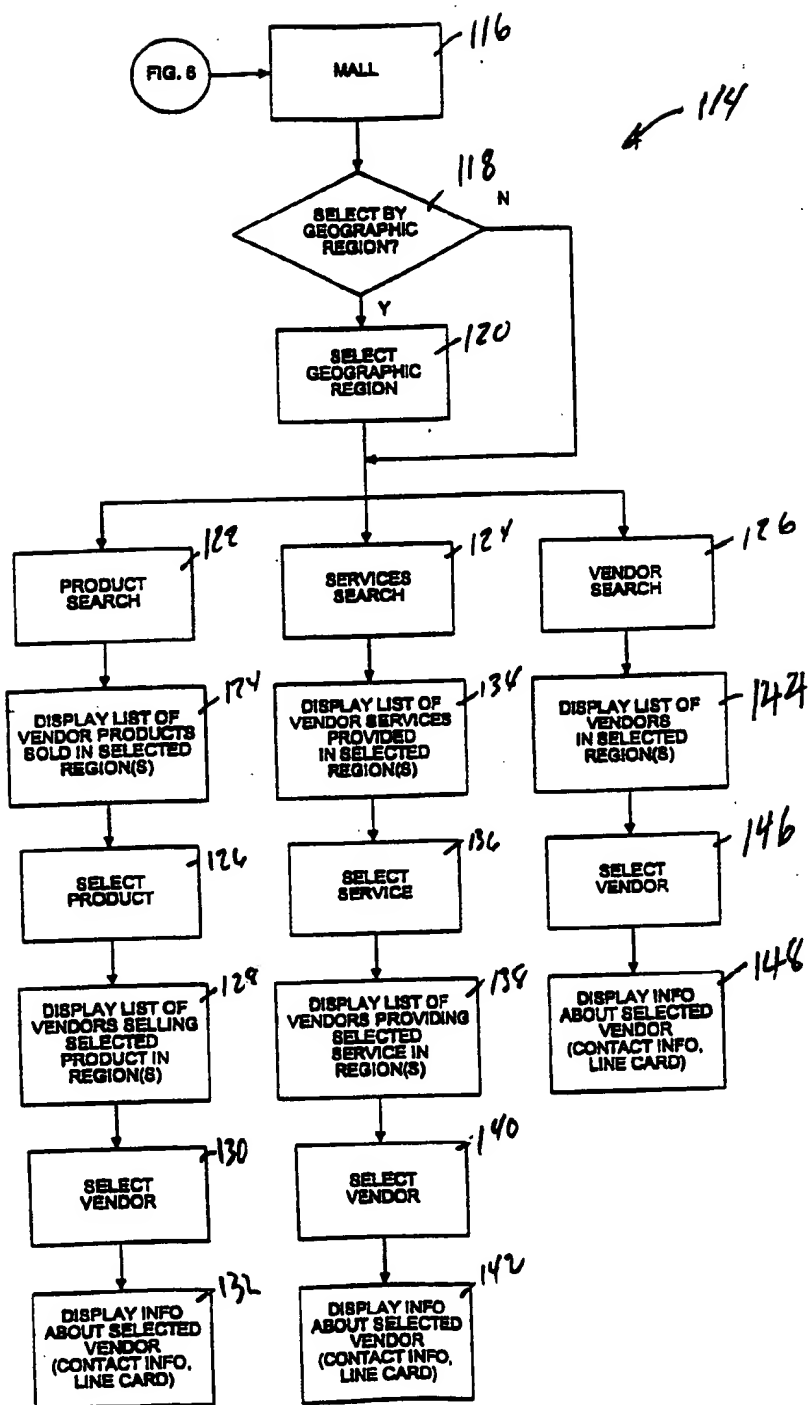 116
FIG. 8
MALL
114
118
N
SELECT BY
GEOGRAPHIC
REGION?
Y
120
SELECT
GEOGRAPHIC
REGION
122
PRODUCT
SEARCH
124
SERVICES
SEARCH
126
VENDOR
SEARCH
124
DISPLAY LIST OF
VENDOR PRODUCTS
SOLD IN SELECTED
REGION(S)
134
DISPLAY LIST OF
VENDOR SERVICES
PROVIDED
IN SELECTED
REGION(S)
144
DISPLAY LIST OF
VENDORS
IN SELECTED
REGION(S)
126
SELECT
PRODUCT
136
SELECT
SERVICE
146
SELECT
VENDOR
128
DISPLAY LIST OF
VENDORS SELLING
SELECTED
PRODUCT IN
REGION(S)
138
DISPLAY LIST OF
VENDORS PROVIDING
SELECTED
SERVICE IN
REGION(S)
148
DISPLAY INFO
ABOUT SELECTED
VENDOR
(CONTACT INFO,
LINE CARD)
130
SELECT
VENDOR
140
SELECT
VENDOR
132
DISPLAY INFO
ABOUT SELECTED
VENDOR
(CONTACT INFO,
LINE CARD)
142
DISPLAY INFO
ABOUT SELECTED
VENDOR
(CONTACT INFO,
LINE CARD)